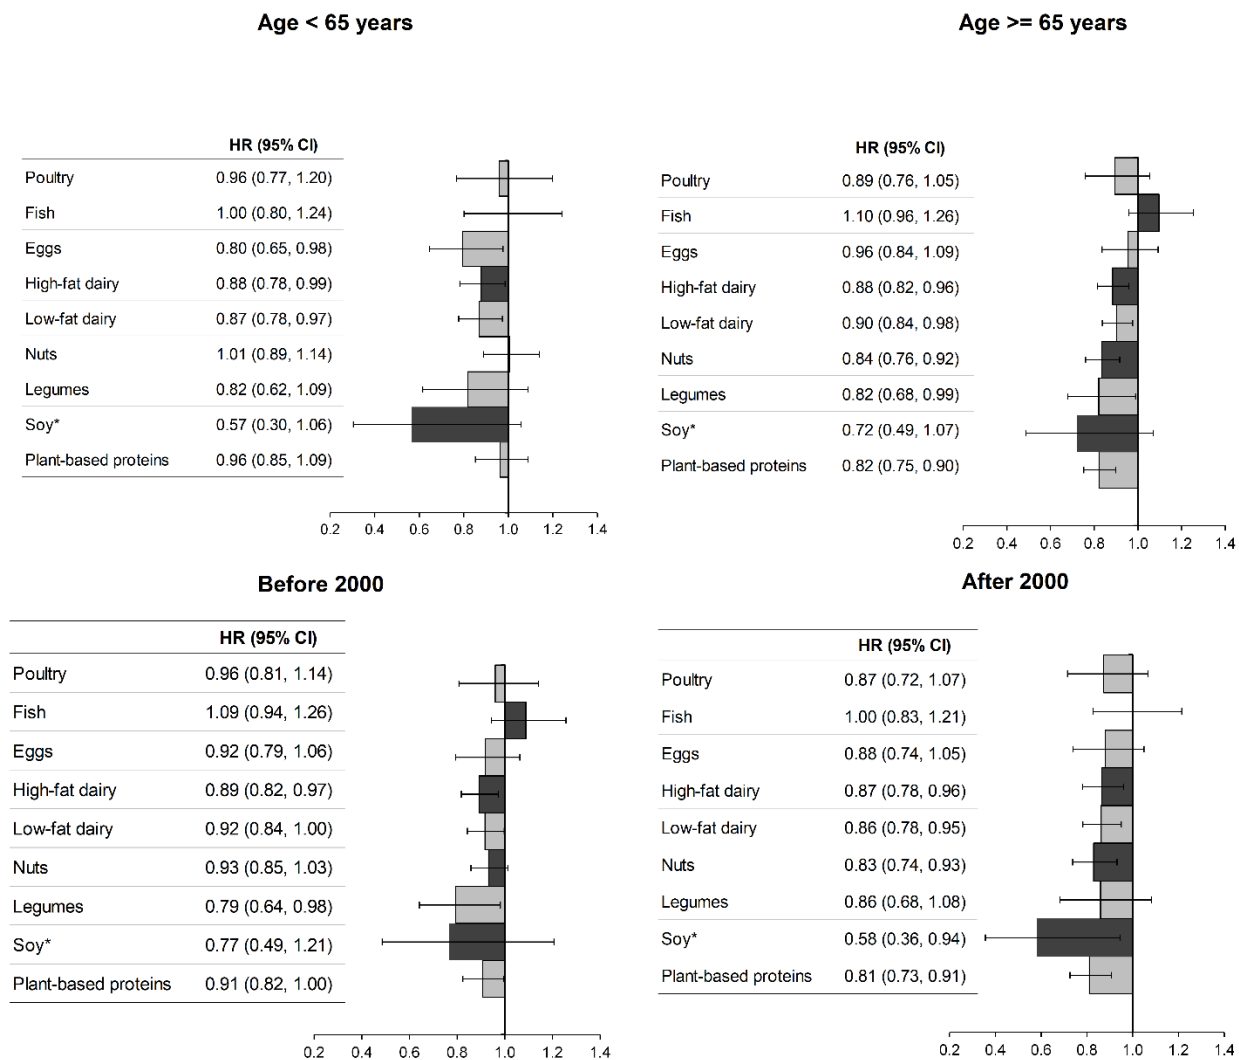 Age < 65 years
HR (95% CI)
Poultry 0.96 (0.77, 1.20)
Fish 1.00 (0.80, 1.24)
Eggs 0.80 (0.65, 0.98)
High-fat dairy 0.88 (0.78, 0.99)
Low-fat dairy 0.87 (0.78, 0.97)
Nuts 1.01 (0.89, 1.14)
Legumes 0.82 (0.62, 1.09)
Soy* 0.57 (0.30, 1.06)
Plant-based proteins 0.96 (0.85, 1.09)
0.2 0.4 0.6 0.8 1.0 1.2 1.4
Age >= 65 years
HR (95% CI)
Poultry 0.89 (0.76, 1.05)
Fish 1.10 (0.96, 1.26)
Eggs 0.96 (0.84, 1.09)
High-fat dairy 0.88 (0.82, 0.96)
Low-fat dairy 0.90 (0.84, 0.98)
Nuts 0.84 (0.76, 0.92)
Legumes 0.82 (0.68, 0.99)
Soy* 0.72 (0.49, 1.07)
Plant-based proteins 0.82 (0.75, 0.90)
0.2 0.4 0.6 0.8 1.0 1.2 1.4
Before 2000
HR (95% CI)
Poultry 0.96 (0.81, 1.14)
Fish 1.09 (0.94, 1.26)
Eggs 0.92 (0.79, 1.06)
High-fat dairy 0.89 (0.82, 0.97)
Low-fat dairy 0.92 (0.84, 1.00)
Nuts 0.93 (0.85, 1.03)
Legumes 0.79 (0.64, 0.98)
Soy* 0.77 (0.49, 1.21)
Plant-based proteins 0.91 (0.82, 1.00)
0.2 0.4 0.6 0.8 1.0 1.2 1.4
After 2000
HR (95% CI)
Poultry 0.87 (0.72, 1.07)
Fish 1.00 (0.83, 1.21)
Eggs 0.88 (0.74, 1.05)
High-fat dairy 0.87 (0.78, 0.96)
Low-fat dairy 0.86 (0.78, 0.95)
Nuts 0.83 (0.74, 0.93)
Legumes 0.86 (0.68, 1.08)
Soy* 0.58 (0.36, 0.94)
Plant-based proteins 0.81 (0.73, 0.91)
0.2 0.4 0.6 0.8 1.0 1.2 1.4